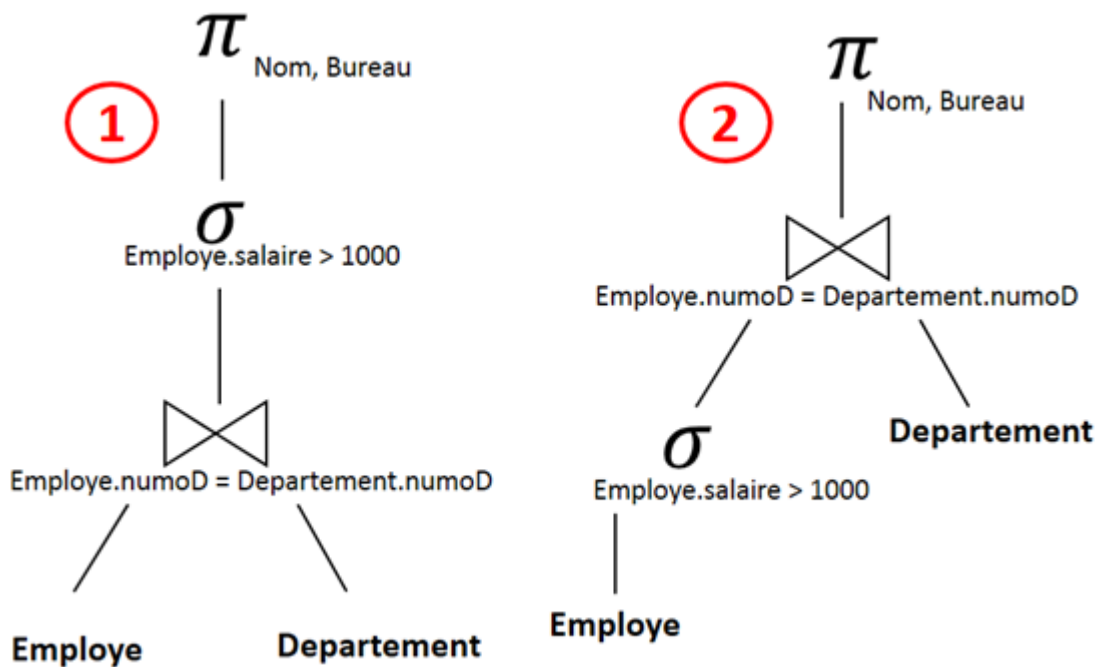 π
Nom, Bureau
1
σ
Employe.salaire > 1000
Employe.numoD = Departement.numoD
Employe
Departement
π
Nom, Bureau
2
Employe.numoD = Departement.numoD
Departement
σ
Employe.salaire > 1000
Employe